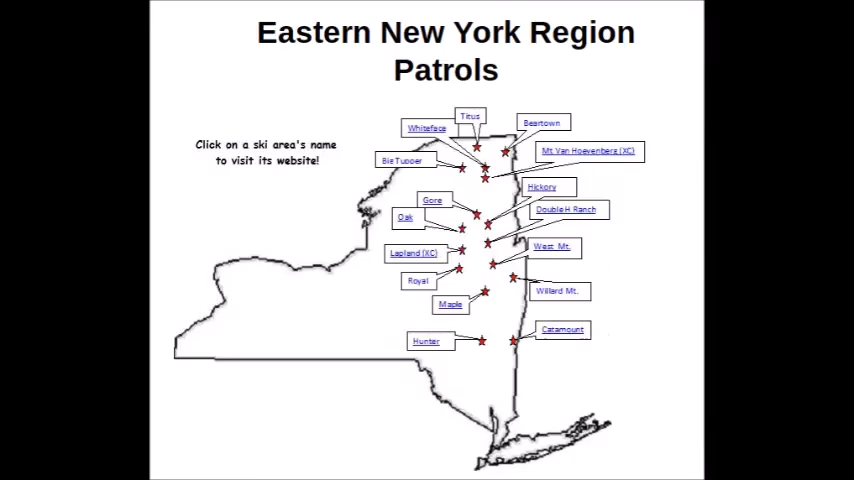 Eastern New York Region
Patrols
Click on a ski area's name
to visit its website!
Titus
Whiteface
Beartown
Mt Van Hoevenberg (XC)
Big Tupper
Hickory
Gore
Double H Ranch
Oak
West Mt.
Lapland (XC)
Royal
Willard Mt.
Maple
Catamount
Hunter